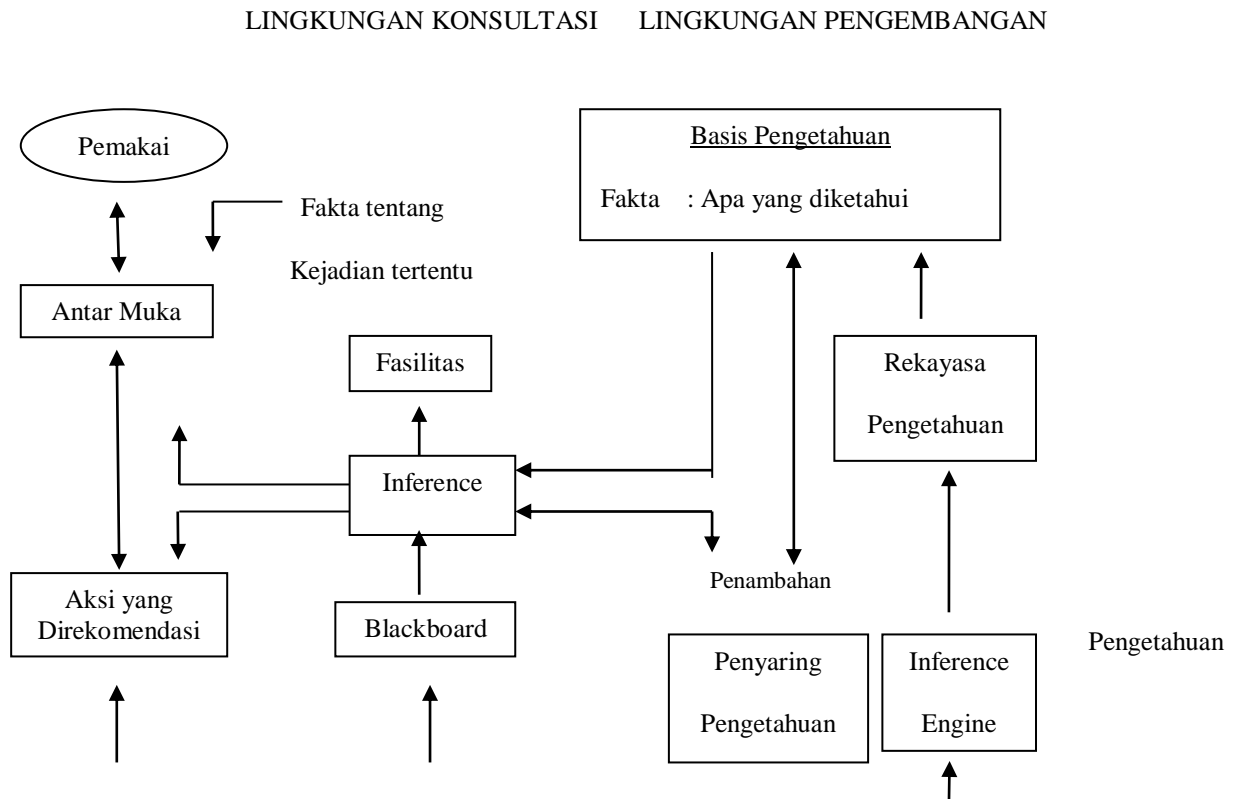 LINGKUNGAN KONSULTASI LINGKUNGAN PENGEMBANGAN
Pemakai
Basis Pengetahuan
Fakta : Apa yang diketahui
Fakta tentang
Kejadian tertentu
Antar Muka
Fasilitas
Rekayasa
Pengetahuan
Inference
Penambahan
Aksi yang
Direkomendasi
Blackboard
Penyaring
Pengetahuan
Inference
Engine
Pengetahuan